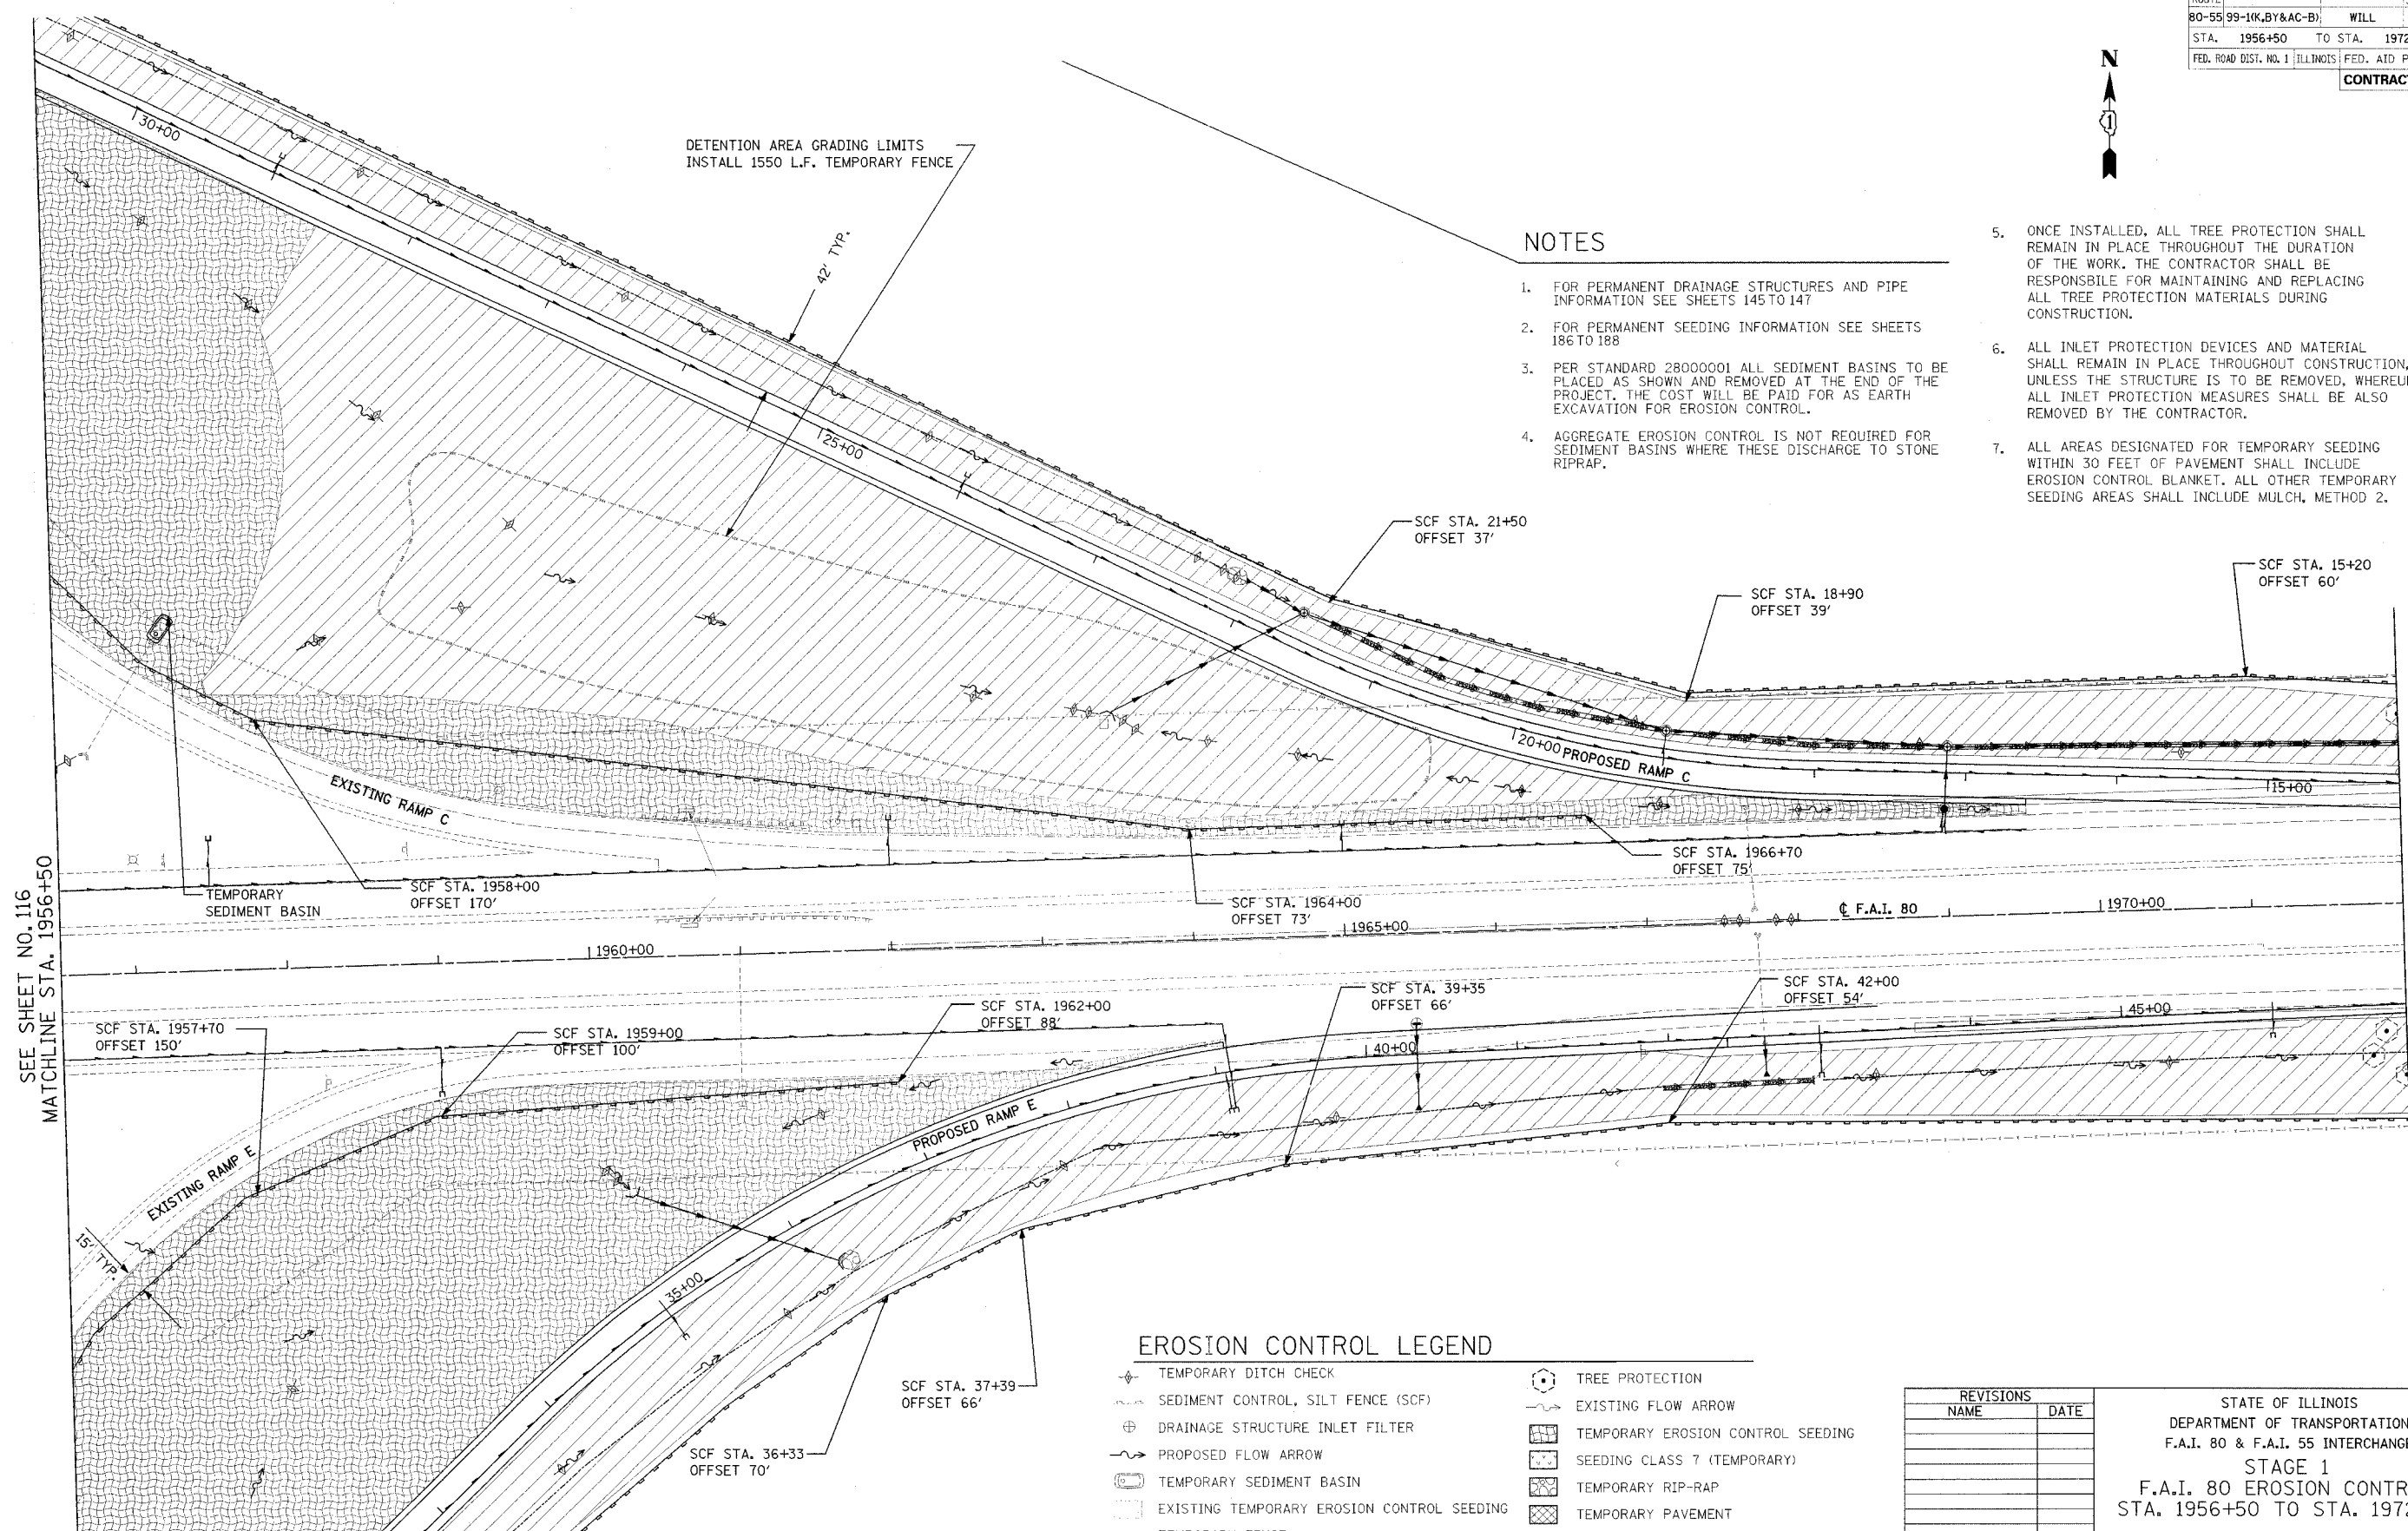 80-55 99-1(K,BY&AC-B) WILL
STA. 1956+50 TO STA. 1972
FED. ROAD DIST. NO. 1 ILLINOIS FED. AID P
CONTRAC
N
1
30+00
DETENTION AREA GRADING LIMITS
INSTALL 1550 L.F. TEMPORARY FENCE
42' TYP.
25+00
NOTES
1. FOR PERMANENT DRAINAGE STRUCTURES AND PIPE
INFORMATION SEE SHEETS 145 TO 147
2. FOR PERMANENT SEEDING INFORMATION SEE SHEETS
186 TO 188
3. PER STANDARD 28000001 ALL SEDIMENT BASINS TO BE
PLACED AS SHOWN AND REMOVED AT THE END OF THE
PROJECT. THE COST WILL BE PAID FOR AS EARTH
EXCAVATION FOR EROSION CONTROL.
4. AGGREGATE EROSION CONTROL IS NOT REQUIRED FOR
SEDIMENT BASINS WHERE THESE DISCHARGE TO STONE
RIPRAP.
5. ONCE INSTALLED, ALL TREE PROTECTION SHALL
REMAIN IN PLACE THROUGHOUT THE DURATION
OF THE WORK. THE CONTRACTOR SHALL BE
RESPONSBILE FOR MAINTAINING AND REPLACING
ALL TREE PROTECTION MATERIALS DURING
CONSTRUCTION.
6. ALL INLET PROTECTION DEVICES AND MATERIAL
SHALL REMAIN IN PLACE THROUGHOUT CONSTRUCTION,
UNLESS THE STRUCTURE IS TO BE REMOVED, WHEREU
ALL INLET PROTECTION MEASURES SHALL BE ALSO
REMOVED BY THE CONTRACTOR.
7. ALL AREAS DESIGNATED FOR TEMPORARY SEEDING
WITHIN 30 FEET OF PAVEMENT SHALL INCLUDE
EROSION CONTROL BLANKET. ALL OTHER TEMPORARY
SEEDING AREAS SHALL INCLUDE MULCH, METHOD 2.
SCF STA. 21+50
OFFSET 37'
SCF STA. 18+90
OFFSET 39'
SCF STA. 15+20
OFFSET 60'
20+00 PROPOSED RAMP C
15+00
EXISTING RAMP C
SCF STA. 1966+70
OFFSET 75'
TEMPORARY
SEDIMENT BASIN
SCF STA. 1958+00
OFFSET 170'
SCF STA. 1964+00
OFFSET 73'
1960+00
1965+00
℄ F.A.I. 80
1970+00
SEE SHEET NO. 116
MATCHLINE STA. 1956+50
SCF STA. 1957+70
OFFSET 150'
SCF STA. 1959+00
OFFSET 100'
SCF STA. 1962+00
OFFSET 88'
SCF STA. 39+35
OFFSET 66'
SCF STA. 42+00
OFFSET 54'
40+00
45+00
PROPOSED RAMP E
EXISTING RAMP E
15' TYP.
35+00
SCF STA. 37+39
OFFSET 66'
SCF STA. 36+33
OFFSET 70'
EROSION CONTROL LEGEND
TEMPORARY DITCH CHECK
SEDIMENT CONTROL, SILT FENCE (SCF)
DRAINAGE STRUCTURE INLET FILTER
PROPOSED FLOW ARROW
TEMPORARY SEDIMENT BASIN
EXISTING TEMPORARY EROSION CONTROL SEEDING
TREE PROTECTION
EXISTING FLOW ARROW
TEMPORARY EROSION CONTROL SEEDING
SEEDING CLASS 7 (TEMPORARY)
TEMPORARY RIP-RAP
TEMPORARY PAVEMENT
REVISIONS
NAME DATE
STATE OF ILLINOIS
DEPARTMENT OF TRANSPORTATION
F.A.I. 80 & F.A.I. 55 INTERCHANGE
STAGE 1
F.A.I. 80 EROSION CONTR
STA. 1956+50 TO STA. 197